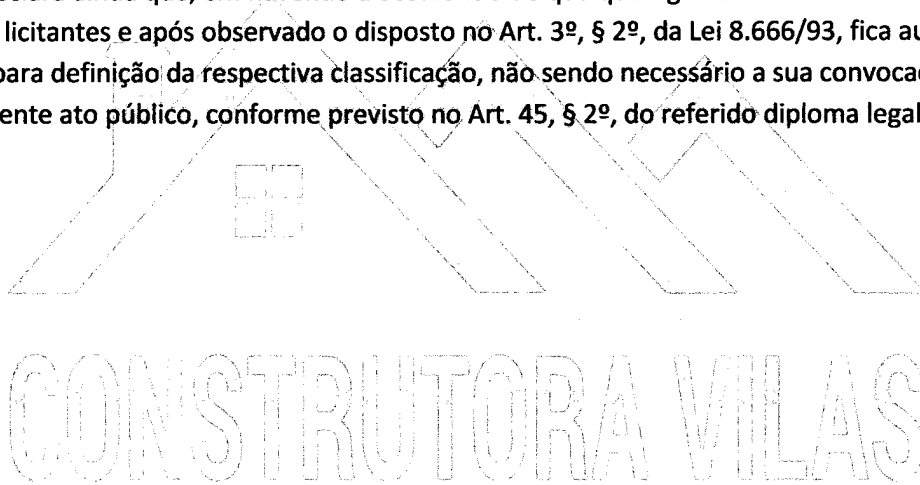 licitantes e após observado o disposto no Art. 3º, § 2º, da Lei 8.666/93, fica au
para definição da respectiva classificação, não sendo necessário a sua convoca
ente ato público, conforme previsto no Art. 45, § 2º, do referido diploma legal
CONSTRUTORA VILAS